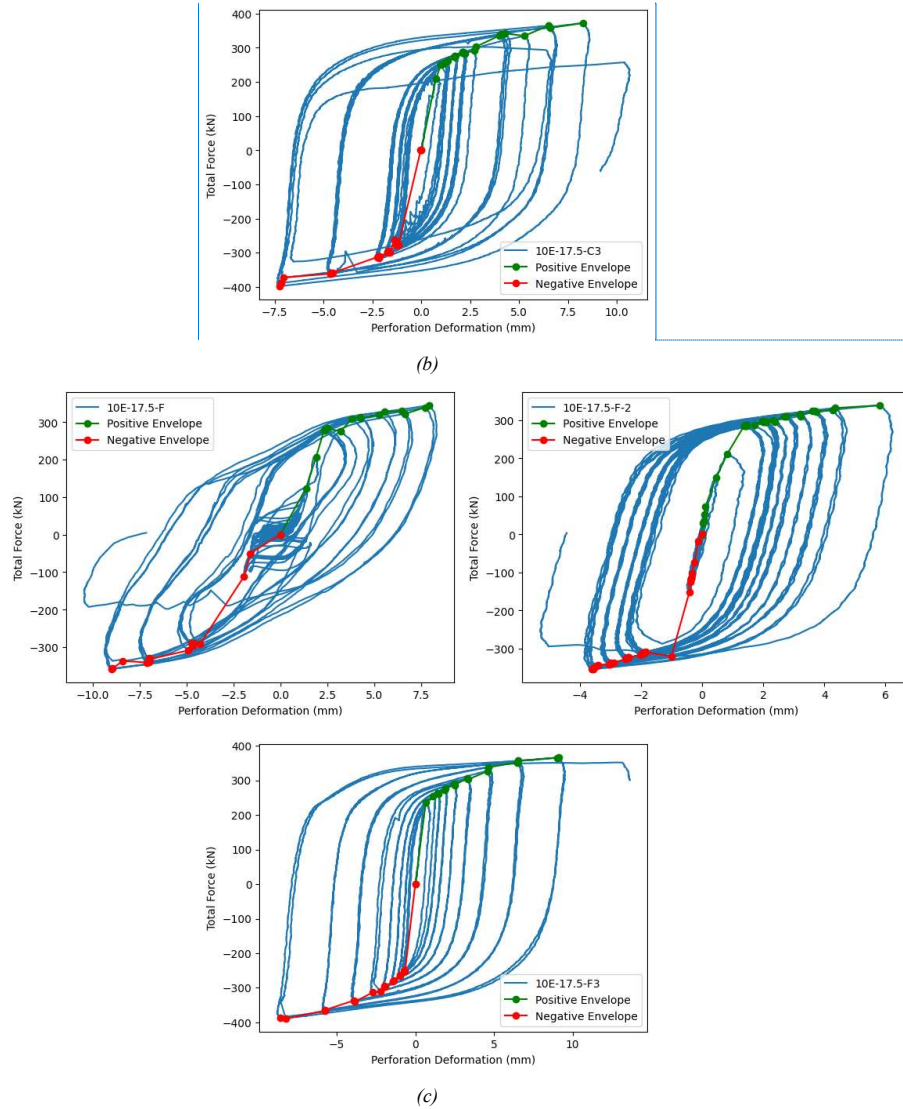 400
300
200
100
0
−100
−200
−300
−400
Total Force (kN)
10E-17.5-C3
Positive Envelope
Negative Envelope
−7.5 −5.0 −2.5 0.0 2.5 5.0 7.5 10.0
Perforation Deformation (mm)
(b)
300
200
100
0
−100
−200
−300
Total Force (kN)
10E-17.5-F
Positive Envelope
Negative Envelope
−10.0 −7.5 −5.0 −2.5 0.0 2.5 5.0 7.5
Perforation Deformation (mm)
300
200
100
0
−100
−200
−300
Total Force (kN)
10E-17.5-F-2
Positive Envelope
Negative Envelope
−4 −2 0 2 4 6
Perforation Deformation (mm)
400
300
200
100
0
−100
−200
−300
−400
Total Force (kN)
10E-17.5-F3
Positive Envelope
Negative Envelope
−5 0 5 10
Perforation Deformation (mm)
(c)